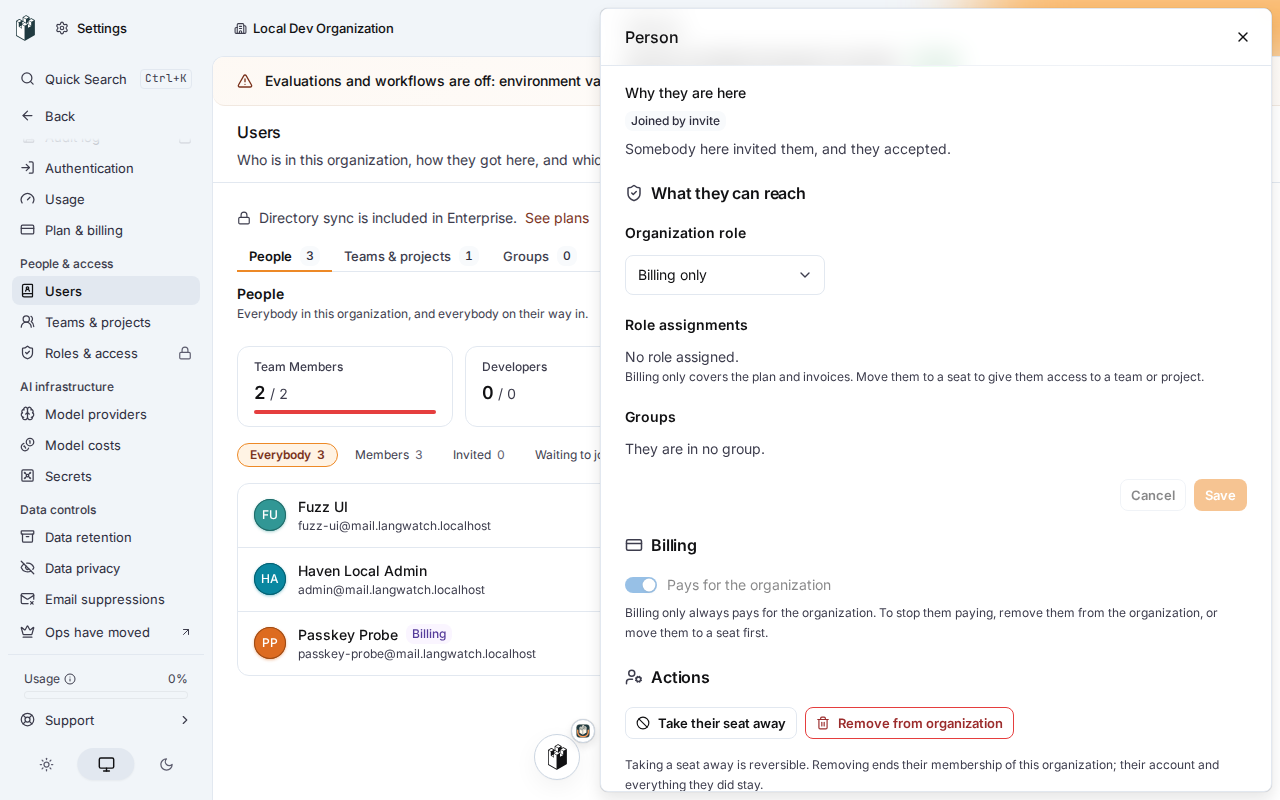 Settings
Local Dev Organization
Quick Search Ctrl+K
Back
Authentication
Usage
Plan & billing
People & access
Users
Teams & projects
Roles & access
AI infrastructure
Model providers
Model costs
Secrets
Data controls
Data retention
Data privacy
Email suppressions
Ops have moved
Usage 0%
Support
Evaluations and workflows are off: environment va
Users
Who is in this organization, how they got here, and whic
Directory sync is included in Enterprise. See plans
People 3 Teams & projects 1 Groups 0
People
Everybody in this organization, and everybody on their way in.
Team Members
2 / 2
Developers
0 / 0
Everybody 3 Members 3 Invited 0 Waiting to jo
FU
Fuzz UI
fuzz-ui@mail.langwatch.localhost
HA
Haven Local Admin
admin@mail.langwatch.localhost
PP
Passkey Probe Billing
passkey-probe@mail.langwatch.localhost
Person
Why they are here
Joined by invite
Somebody here invited them, and they accepted.
What they can reach
Organization role
Billing only
Role assignments
No role assigned.
Billing only covers the plan and invoices. Move them to a seat to give them access to a team or project.
Groups
They are in no group.
Cancel Save
Billing
Pays for the organization
Billing only always pays for the organization. To stop them paying, remove them from the organization, or
move them to a seat first.
Actions
Take their seat away Remove from organization
Taking a seat away is reversible. Removing ends their membership of this organization; their account and
everything they did stay.